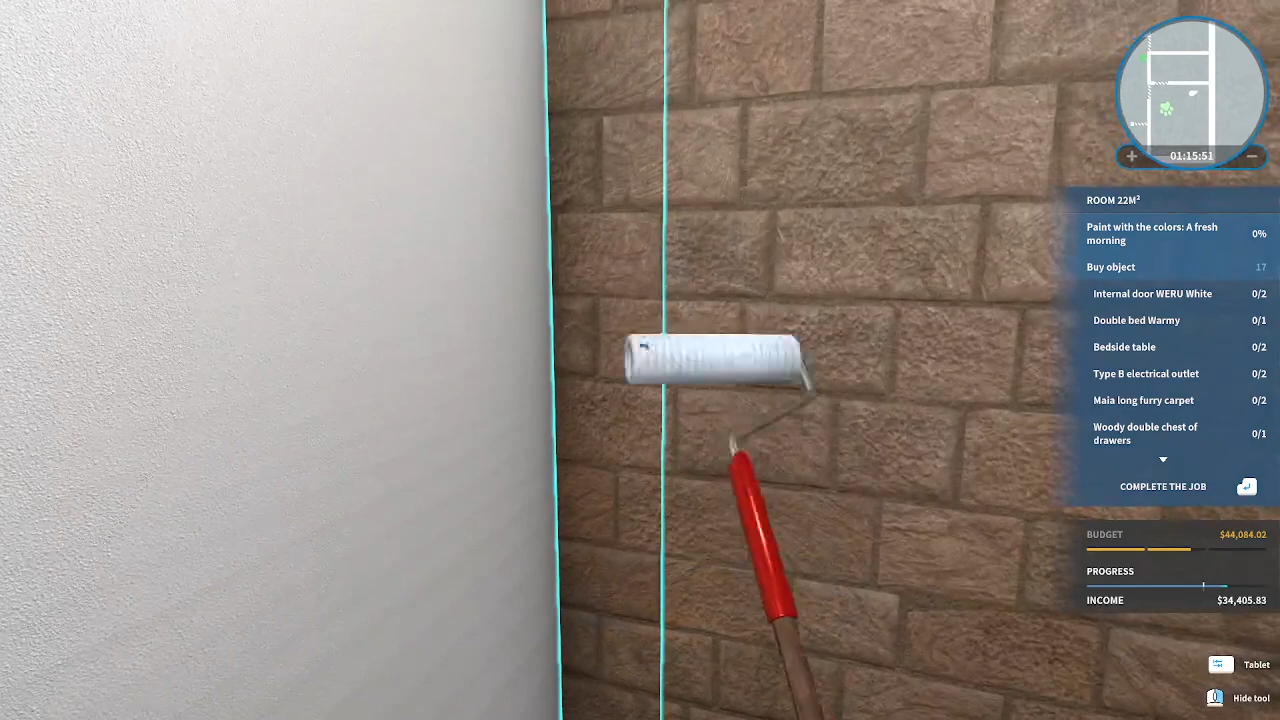 01:15:51
ROOM 22M²
Paint with the colors: A fresh
morning 0%
Buy object 17
Internal door WERU White 0/2
Double bed Warmy 0/1
Bedside table 0/2
Type B electrical outlet 0/2
Maia long furry carpet 0/2
Woody double chest of
drawers 0/1
COMPLETE THE JOB
BUDGET $44,084.02
PROGRESS
INCOME $34,405.83
Tablet
Hide tool